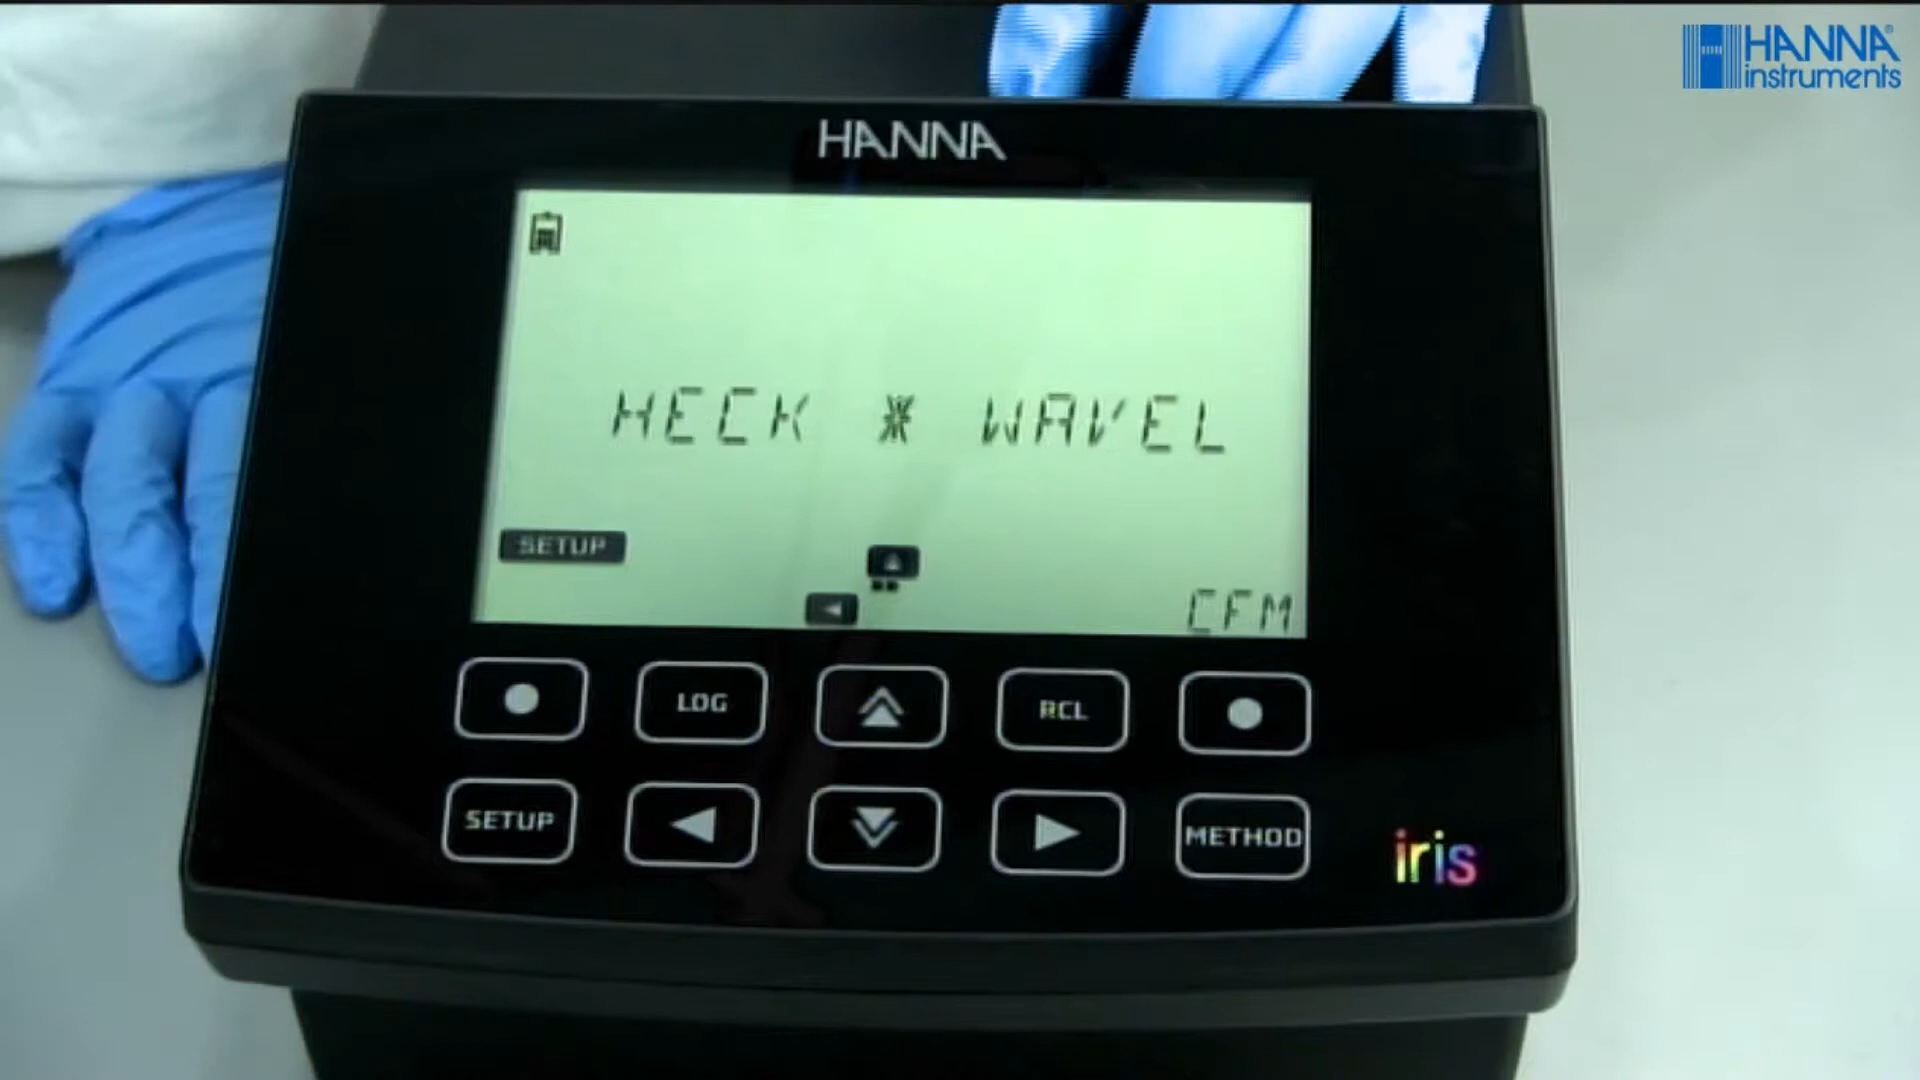 HANNA
instruments
HANNA
HECK * WAVEL
SETUP
CFM
LOG
RCL
SETUP
METHOD
iris